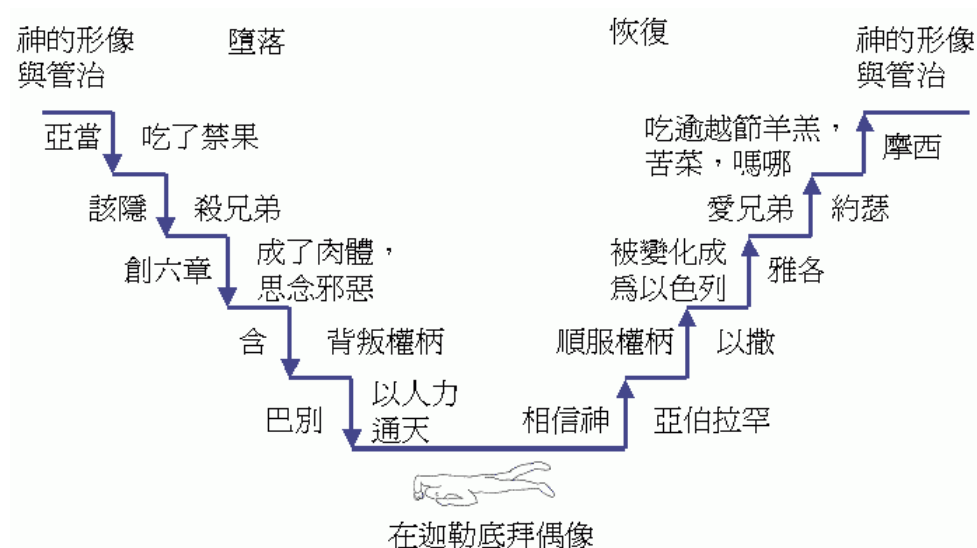 神的形像
與管治
墮落
恢復
神的形像
與管治
亞當
吃了禁果
吃逾越節羊羔，
苦菜，嗎哪
摩西
該隱
殺兄弟
愛兄弟
約瑟
創六章
成了肉體，
思念邪惡
被變化成
爲以色列
雅各
含
背叛權柄
順服權柄
以撒
巴別
以人力
通天
相信神
亞伯拉罕
在迦勒底拜偶像